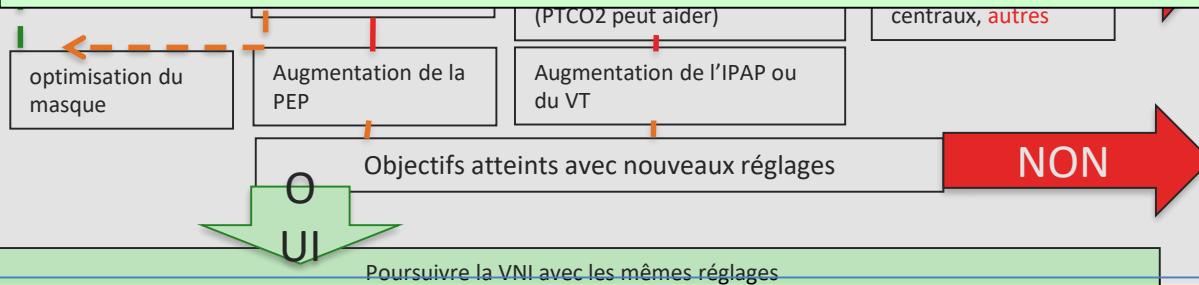 (PTCO2 peut aider)
centraux, autres
optimisation du
masque
Augmentation de la
PEP
Augmentation de l'IPAP ou
du VT
Objectifs atteints avec nouveaux réglages
NON
O
UI
Poursuivre la VNI avec les mêmes réglages